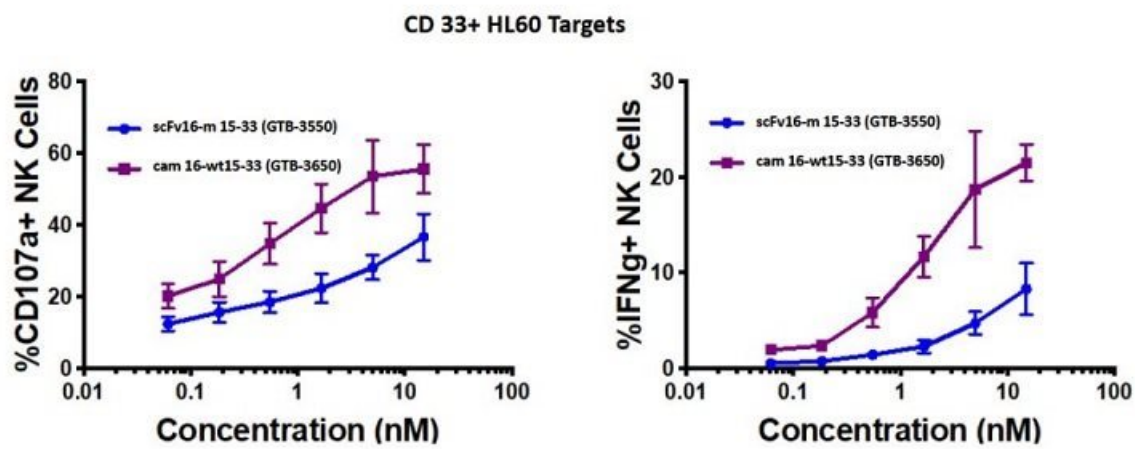 CD 33+ HL60 Targets
%CD107a+ NK Cells
80
60
40
20
0
scFv16-m 15-33 (GTB-3550)
cam 16-wt15-33 (GTB-3650)
0.01 0.1 1 10 100
Concentration (nM)
%IFNg+ NK Cells
30
20
10
0
scFv16-m 15-33 (GTB-3550)
cam 16-wt15-33 (GTB-3650)
0.01 0.1 1 10 100
Concentration (nM)